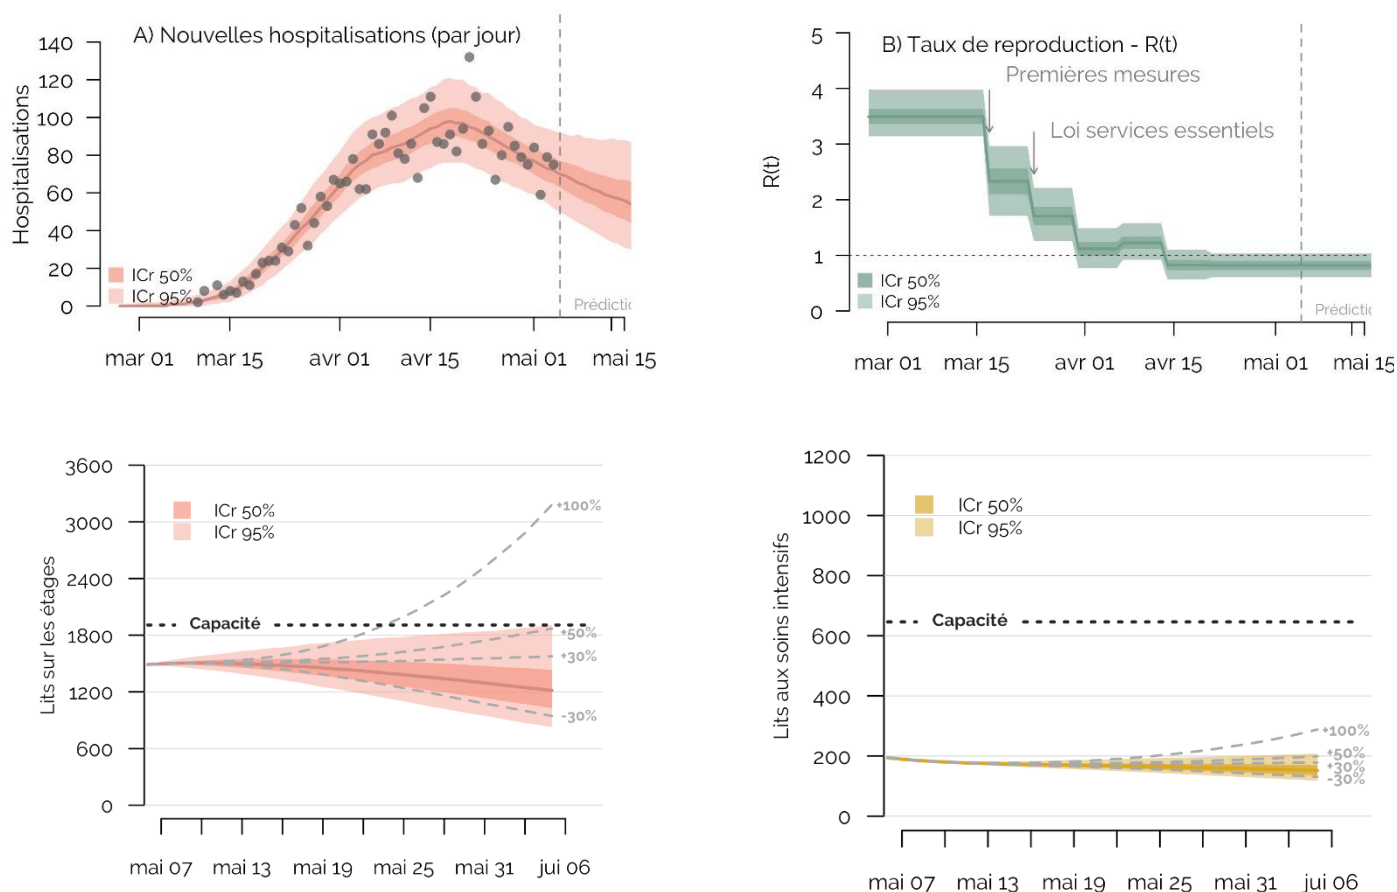 A) Nouvelles hospitalisations (par jour)
Hospitalisations
140
120
100
80
60
40
20
0
ICr 50%
ICr 95%
Prédictic
mar 01
mar 15
avr 01
avr 15
mai 01
mai 15
B) Taux de reproduction - R(t)
Premières mesures
Loi services essentiels
R(t)
5
4
3
2
1
0
ICr 50%
ICr 95%
Prédictic
mar 01
mar 15
avr 01
avr 15
mai 01
mai 15
Lits sur les étages
3600
3000
2400
1800
1200
600
0
ICr 50%
ICr 95%
Capacité
+100%
+50%
+30%
-30%
mai 07
mai 13
mai 19
mai 25
mai 31
jui 06
Lits aux soins intensifs
1200
1000
800
600
400
200
0
ICr 50%
ICr 95%
Capacité
+100%
+50%
+30%
-30%
mai 07
mai 13
mai 19
mai 25
mai 31
jui 06